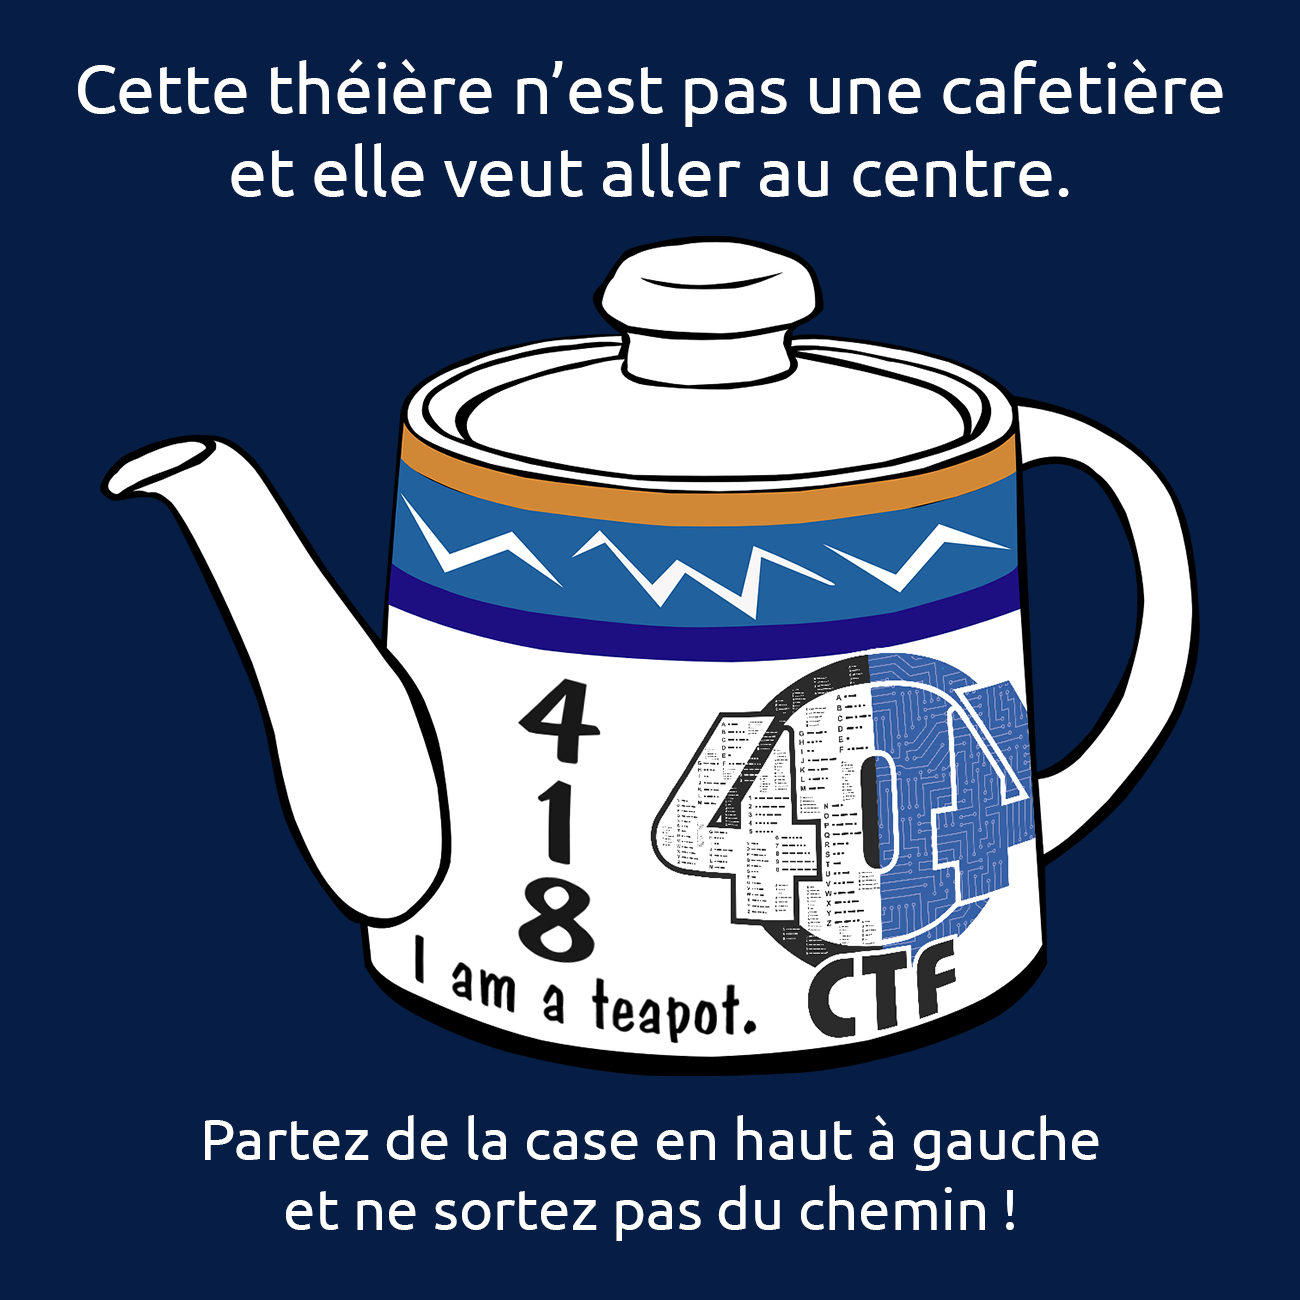 Cette théière n’est pas une cafetière
et elle veut aller au centre.
4
1
8
I am a teapot.
404
CTF
Partez de la case en haut à gauche
et ne sortez pas du chemin !